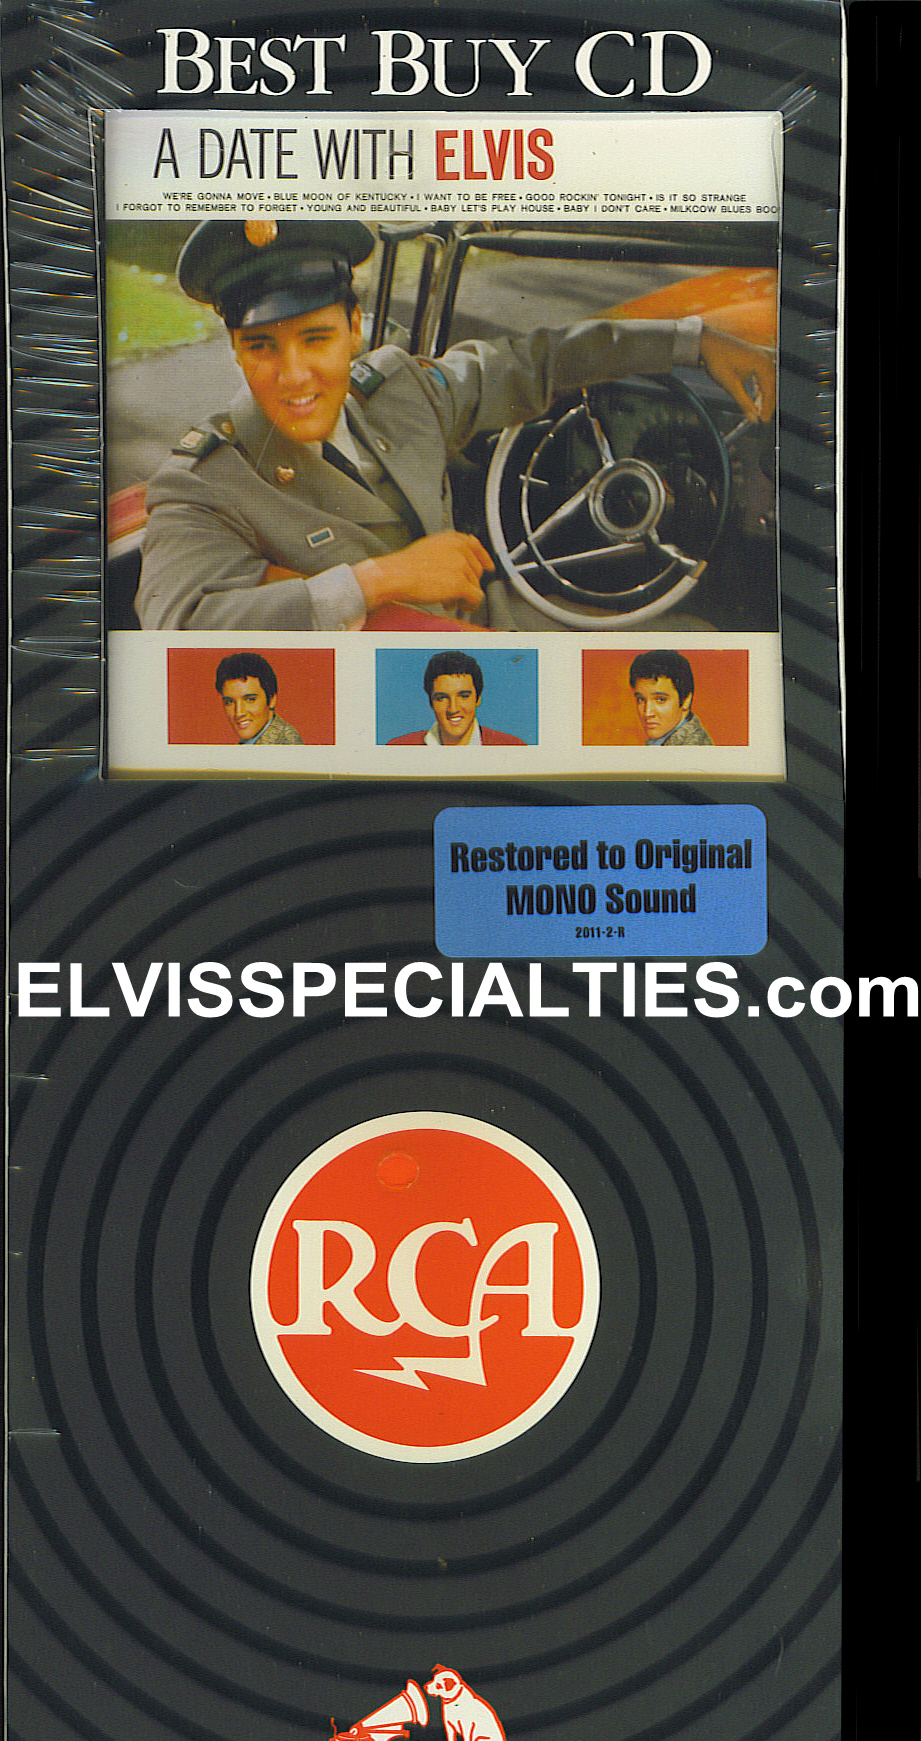 BEST BUY CD
A DATE WITH ELVIS
WE'RE GONNA MOVE • BLUE MOON OF KENTUCKY • I WANT TO BE FREE • GOOD ROCKIN' TONIGHT • IS IT SO STRANGE
I FORGOT TO REMEMBER TO FORGET • YOUNG AND BEAUTIFUL • BABY LET'S PLAY HOUSE • BABY I DON'T CARE • MILKCOW BLUES BOO
Restored to Original
MONO Sound
2011-2-R
ELVISSPECIALTIES.com
RCA